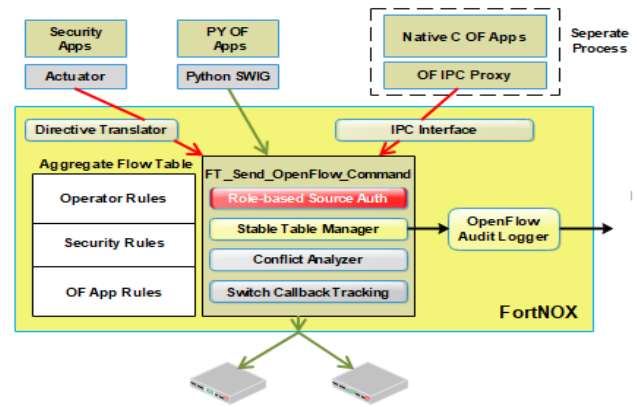 Security
Apps
PY OF
Apps
Native C OF Apps
Seperate
Process
Actuator
Python SWIG
OF IPC Proxy
Directive Translator
IPC Interface
Aggregate Flow Table
FT_Send_OpenFlow_Command
Operator Rules
Role-based Source Auth
Security Rules
Stable Table Manager
OpenFlow
Audit Logger
Conflict Analyzer
OF App Rules
Switch Callback Tracking
FortNOX